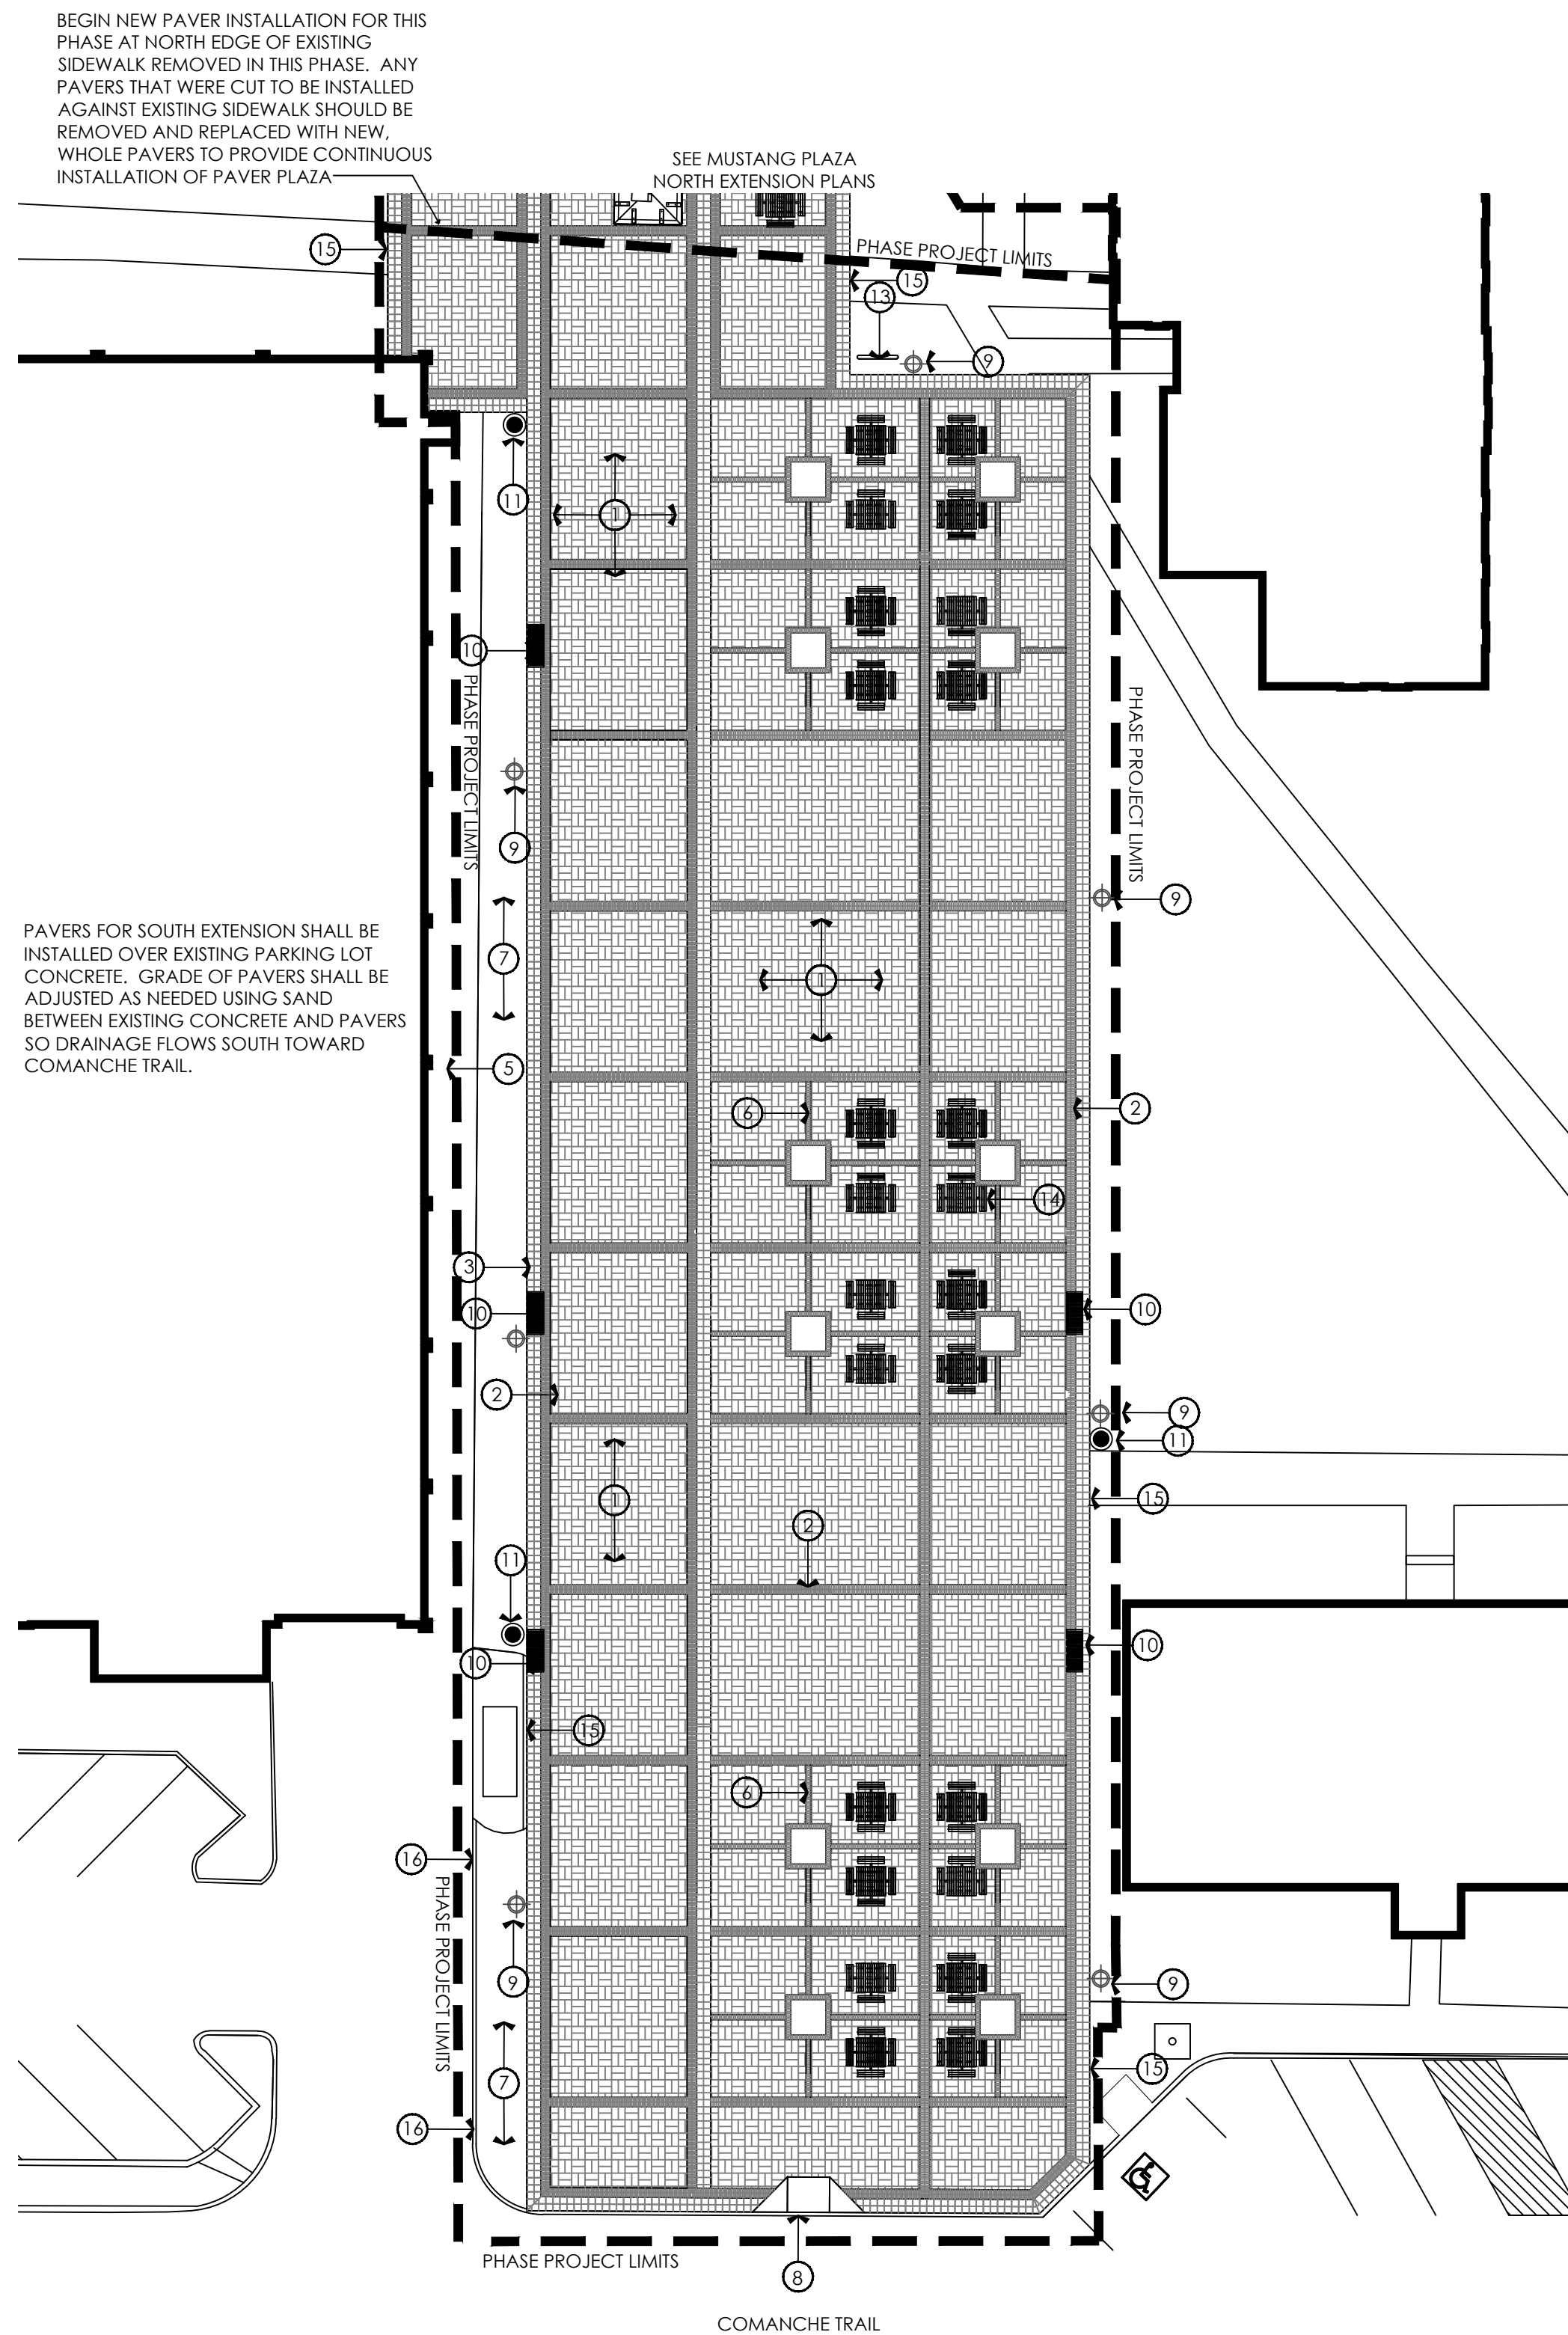 BEGIN NEW PAVER INSTALLATION FOR THIS
PHASE AT NORTH EDGE OF EXISTING
SIDEWALK REMOVED IN THIS PHASE. ANY
PAVERS THAT WERE CUT TO BE INSTALLED
AGAINST EXISTING SIDEWALK SHOULD BE
REMOVED AND REPLACED WITH NEW,
WHOLE PAVERS TO PROVIDE CONTINUOUS
INSTALLATION OF PAVER PLAZA
SEE MUSTANG PLAZA
NORTH EXTENSION PLANS
15
PHASE PROJECT LIMITS
15
13
9
11
1
10
PHASE PROJECT LIMITS
PHASE PROJECT LIMITS
9
9
7
1
PAVERS FOR SOUTH EXTENSION SHALL BE
INSTALLED OVER EXISTING PARKING LOT
CONCRETE. GRADE OF PAVERS SHALL BE
ADJUSTED AS NEEDED USING SAND
BETWEEN EXISTING CONCRETE AND PAVERS
SO DRAINAGE FLOWS SOUTH TOWARD
COMANCHE TRAIL.
5
6
2
14
3
10
10
2
9
11
1
15
2
11
10
10
15
6
16
PHASE PROJECT LIMITS
9
9
7
15
16
PHASE PROJECT LIMITS
8
COMANCHE TRAIL